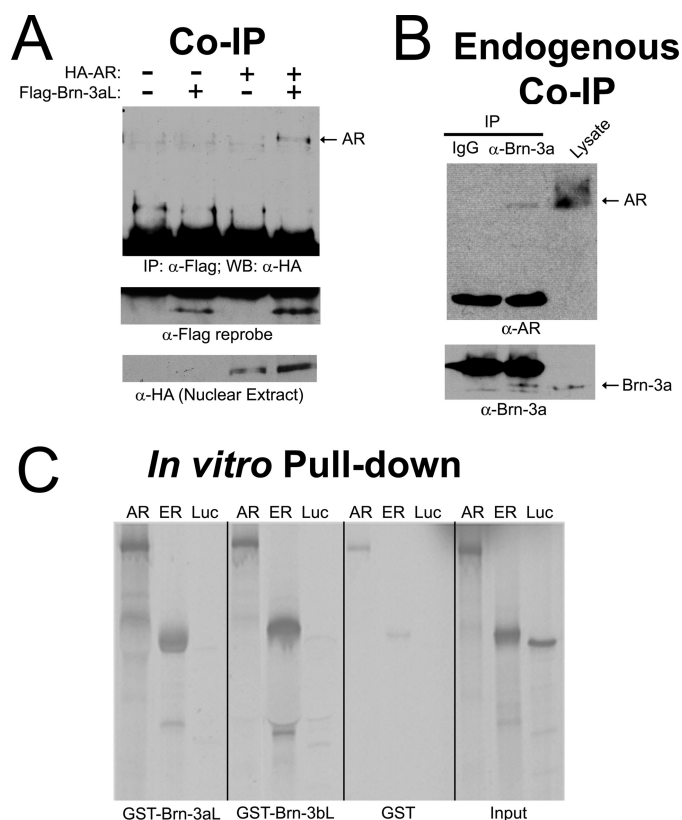 A
Co-IP
HA-AR: - - + +
Flag-Brn-3aL: - + - +
← AR
IP: α-Flag; WB: α-HA
α-Flag reprobe
α-HA (Nuclear Extract)
B
Endogenous
Co-IP
IP
IgG α-Brn-3a Lysate
← AR
α-AR
← Brn-3a
α-Brn-3a
C
In vitro Pull-down
AR ER Luc AR ER Luc AR ER Luc AR ER Luc
GST-Brn-3aL GST-Brn-3bL GST Input